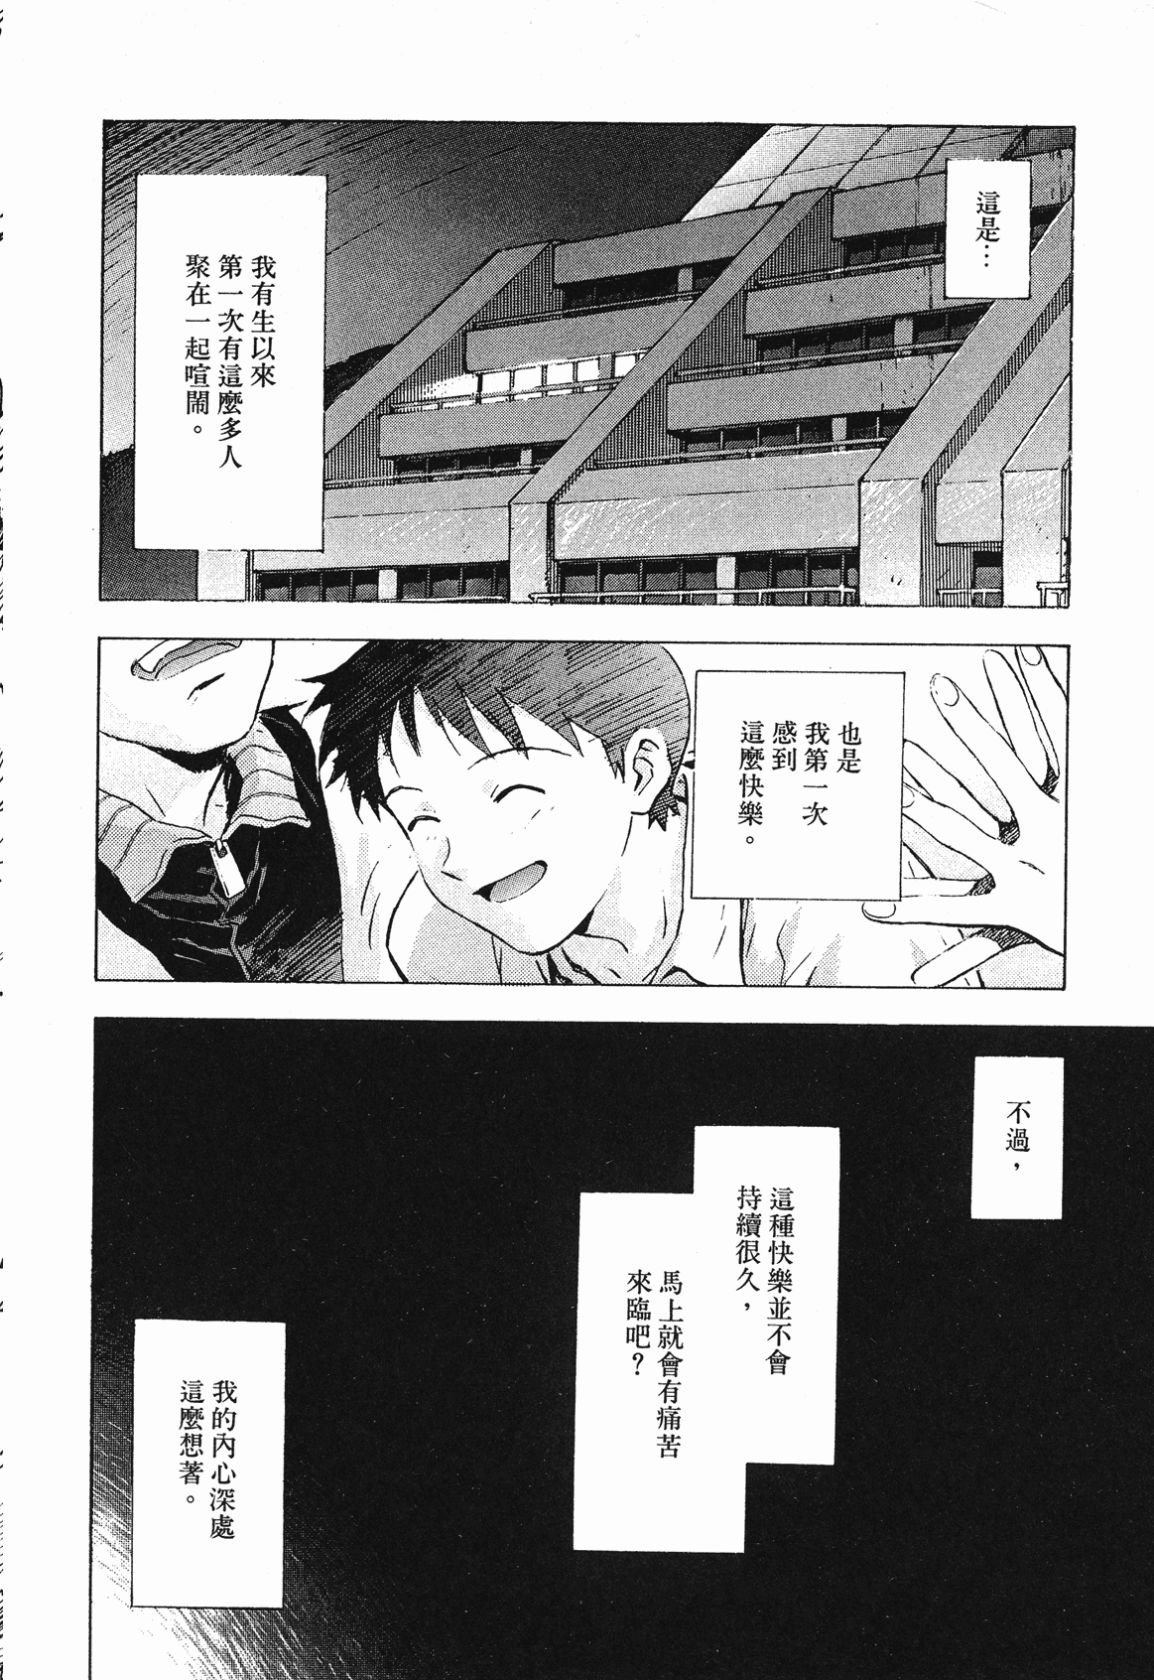 這是…
我有生以來
第一次有這麼多人
聚在一起喧鬧。
也是
我第一次
感到
這麼快樂。
不過，
這種快樂並不會
持續很久，
馬上就會有痛苦
來臨吧？
我的內心深處
這麼想著。